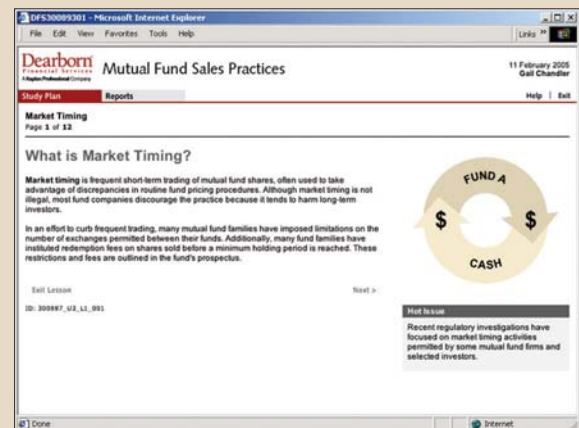 DFS30089301 - Microsoft Internet Explorer
File Edit View Favorites Tools Help
Links »
Dearborn
Financial Services
A Kaplan Professional Company
Mutual Fund Sales Practices
11 February 2005
Gail Chandler
Study Plan
Reports
Help | Exit
Market Timing
Page 1 of 12
What is Market Timing?
Market timing is frequent short-term trading of mutual fund shares, often used to take
advantage of discrepancies in routine fund pricing procedures. Although market timing is not
illegal, most fund companies discourage the practice because it tends to harm long-term
investors.
In an effort to curb frequent trading, many mutual fund families have imposed limitations on the
number of exchanges permitted between their funds. Additionally, many fund families have
instituted redemption fees on shares sold before a minimum holding period is reached. These
restrictions and fees are outlined in the fund's prospectus.
Exit Lesson
Next >
ID: 300887_U2_L1_001
FUND A
$ $
CASH
Hot Issue
Recent regulatory investigations have
focused on market timing activities
permitted by some mutual fund firms and
selected investors.
Done
Internet